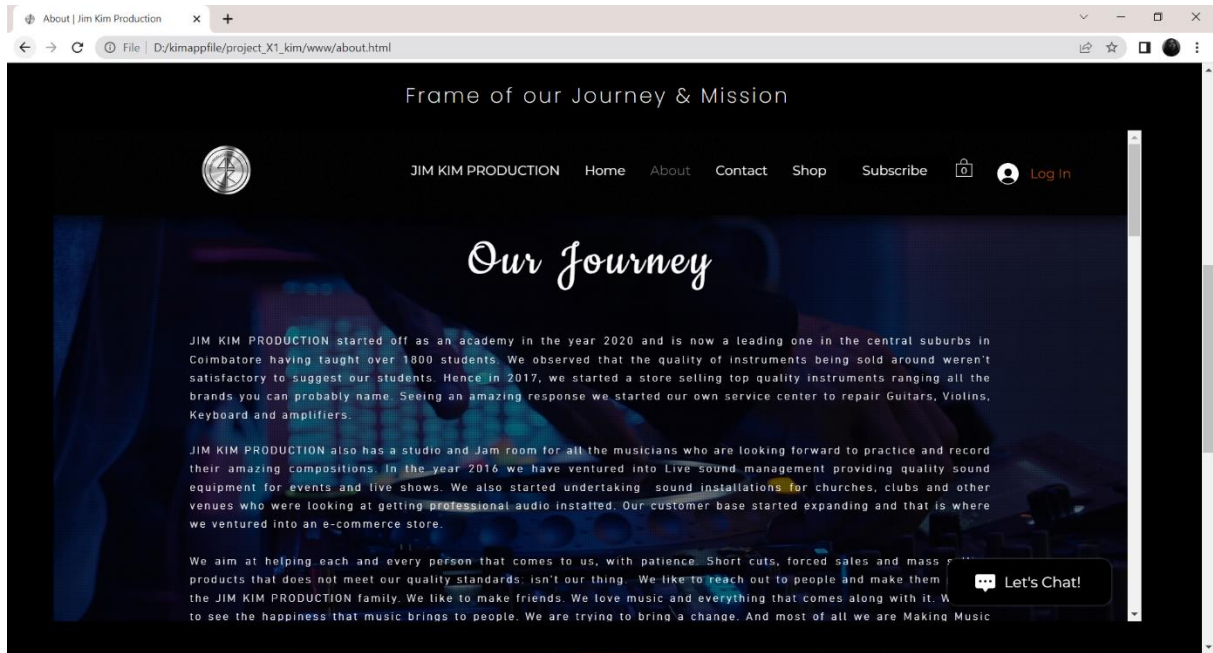 About | Jim Kim Production
File | D:/kimappfile/project_X1_kim/www/about.html
Frame of our Journey & Mission
JIM KIM PRODUCTION Home About Contact Shop Subscribe 0 Log In
Our Journey
JIM KIM PRODUCTION started off as an academy in the year 2020 and is now a leading one in the central suburbs in
Coimbatore having taught over 1800 students. We observed that the quality of instruments being sold around weren't
satisfactory to suggest our students. Hence in 2017, we started a store selling top quality instruments ranging all the
brands you can probably name. Seeing an amazing response we started our own service center to repair Guitars, Violins,
Keyboard and amplifiers.
JIM KIM PRODUCTION also has a studio and Jam room for all the musicians who are looking forward to practice and record
their amazing compositions. In the year 2016 we have ventured into Live sound management providing quality sound
equipment for events and live shows. We also started undertaking sound installations for churches, clubs and other
venues who were looking at getting professional audio installed. Our customer base started expanding and that is where
we ventured into an e-commerce store.
We aim at helping each and every person that comes to us, with patience. Short cuts, forced sales and mass
products that does not meet our quality standards: isn't our thing. We like to reach out to people and make them
the JIM KIM PRODUCTION family. We like to make friends. We love music and everything that comes along with it.
to see the happiness that music brings to people. We are trying to bring a change. And most of all we are Making Music
Let's Chat!